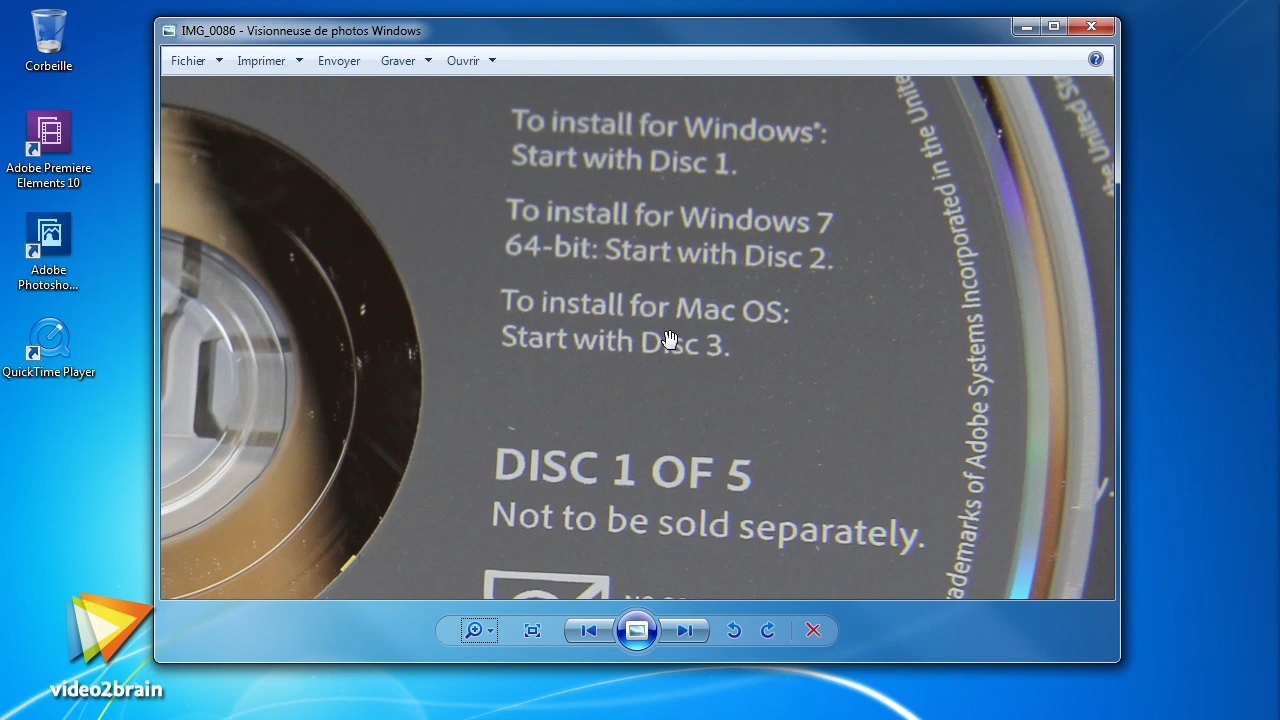 IMG_0086 - Visionneuse de photos Windows
Fichier Imprimer Envoyer Graver Ouvrir
Corbeille
Adobe Premiere
Elements 10
Adobe
Photosho...
QuickTime Player
To install for Windows*:
Start with Disc 1.
To install for Windows 7
64-bit: Start with Disc 2.
To install for Mac OS:
Start with Disc 3.
DISC 1 OF 5
Not to be sold separately.
of Adobe Systems Incorporated in the United
the United
video2brain